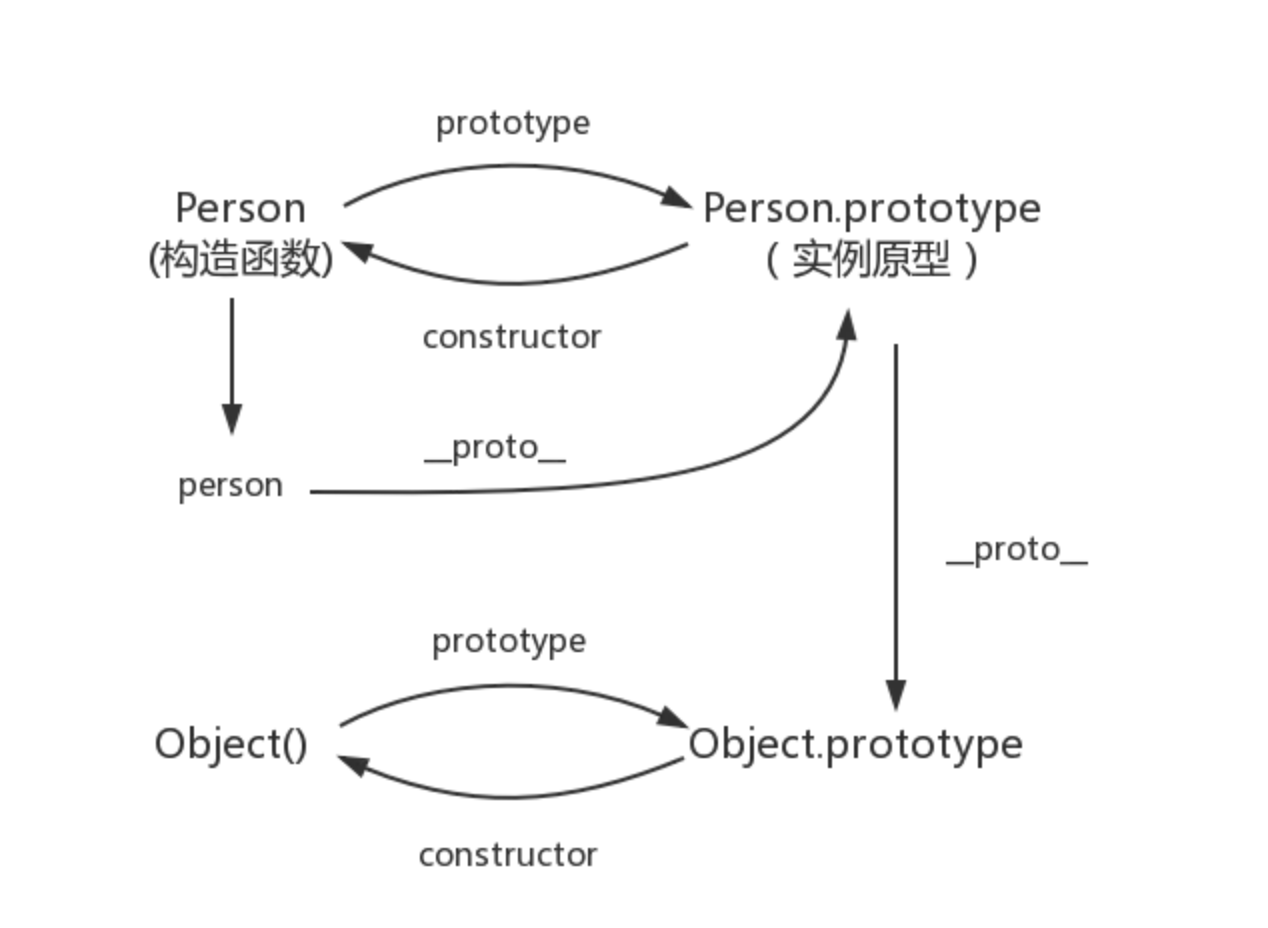 prototype
Person
Person.prototype
(构造函数)
( 实例原型 )
constructor
__proto__
person
__proto__
prototype
Object()
Object.prototype
constructor